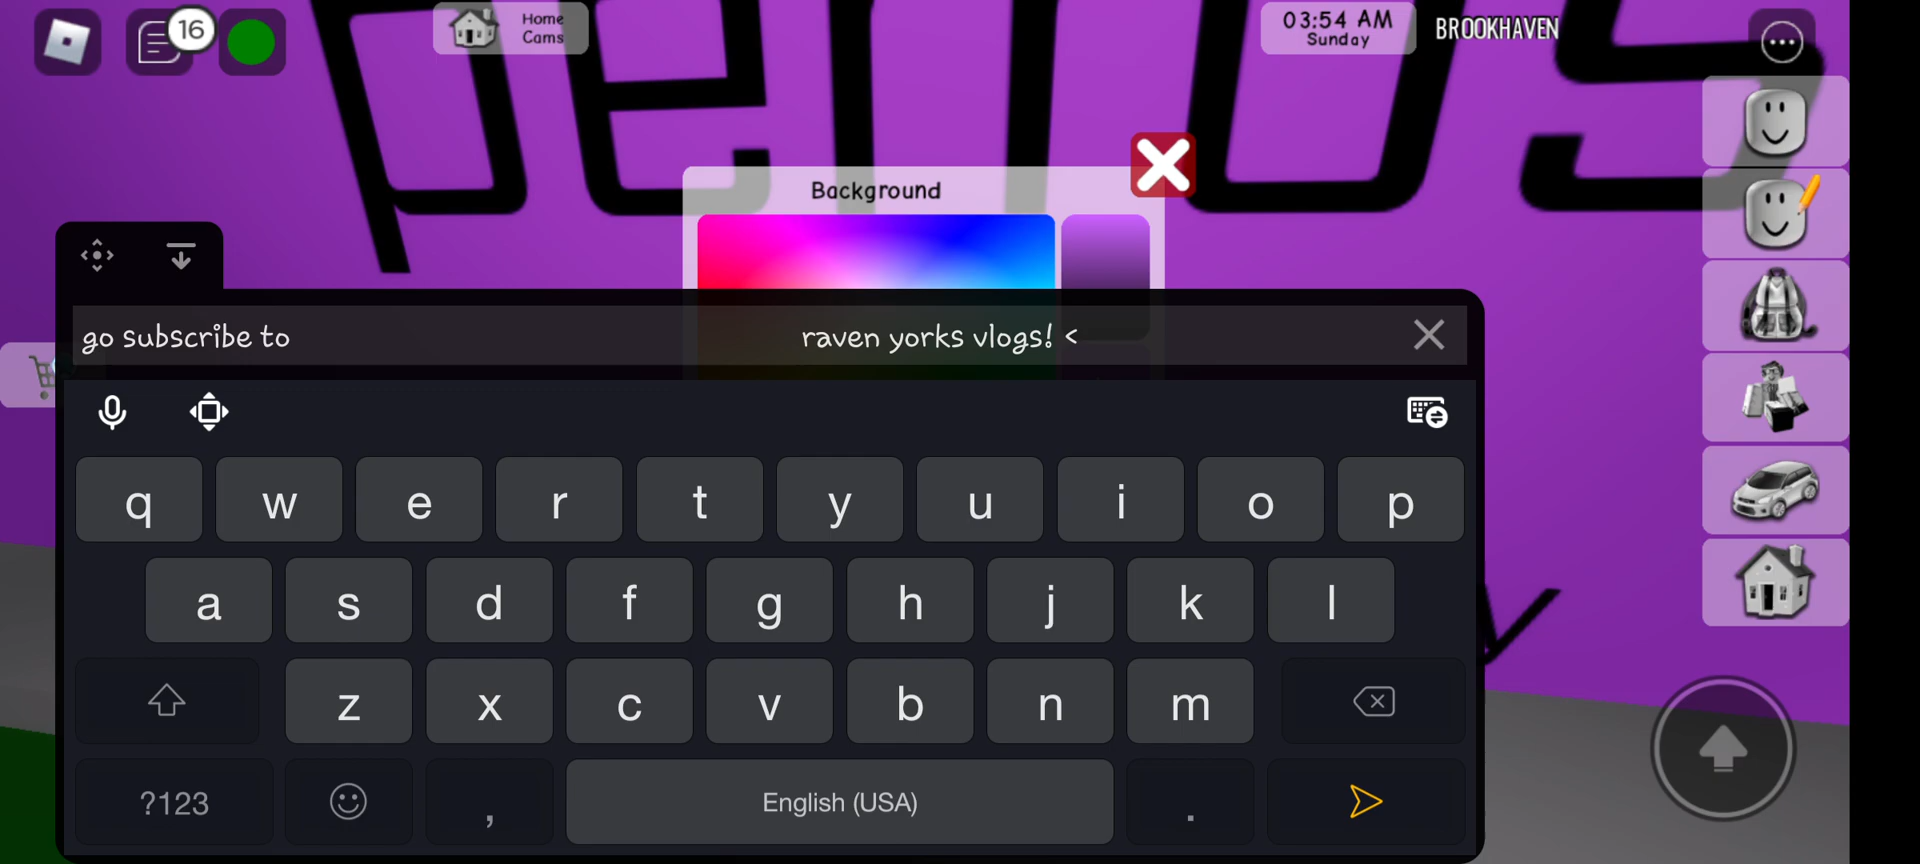 16
Home
Cams
03:54 AM
Sunday
BROOKHAVEN
Background
go subscribe to raven yorks vlogs! <
q w e r t y u i o p
a s d f g h j k l
z x c v b n m
?123 , English (USA) .